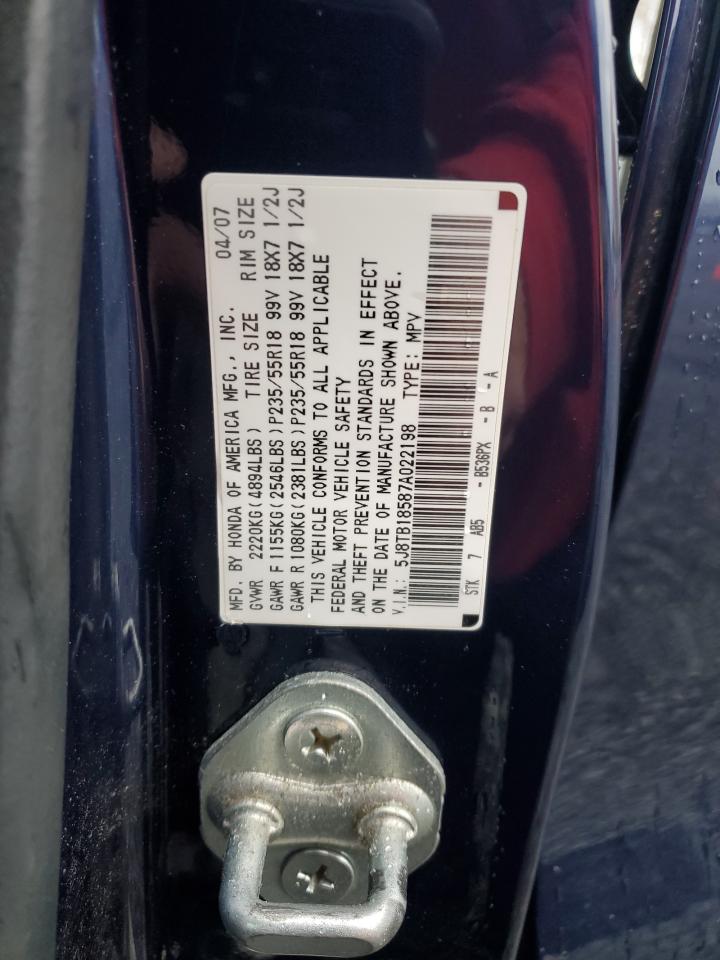 MFD. BY HONDA OF AMERICA MFG., INC. 04/07
GVWR 2220KG(4894LBS) TIRE SIZE RIM SIZE
GAWR F 1155KG(2546LBS)P235/55R18 99V 18X7 1/2J
GAWR R 1080KG(2381LBS)P235/55R18 99V 18X7 1/2J
THIS VEHICLE CONFORMS TO ALL APPLICABLE
FEDERAL MOTOR VEHICLE SAFETY
AND THEFT PREVENTION STANDARDS IN EFFECT
ON THE DATE OF MANUFACTURE SHOWN ABOVE.
V.I.N.: 5J8TB18587A022198 TYPE: MPV
STK 7 AB5 - B536PX - B - A